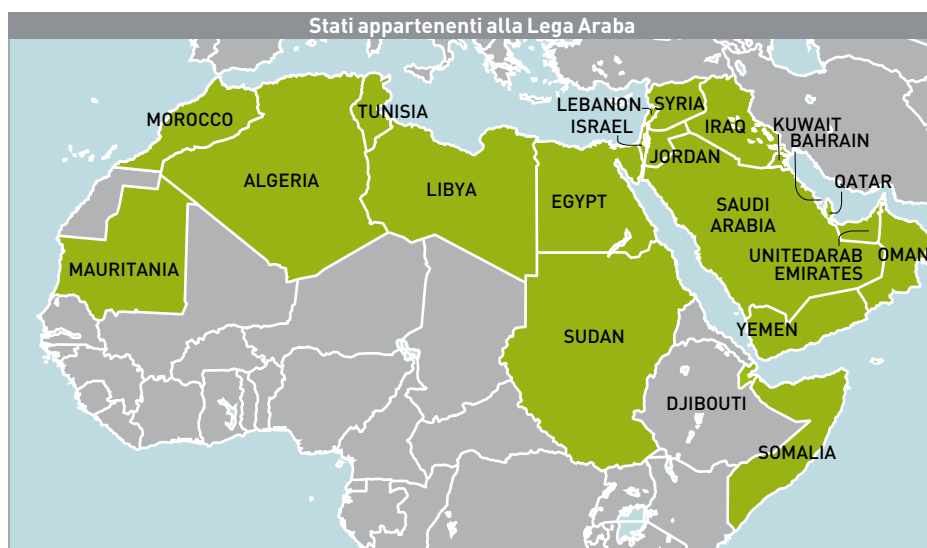 Stati appartenenti alla Lega Araba
MOROCCO
TUNISIA
LEBANON
SYRIA
ISRAEL
IRAQ
KUWAIT
BAHRAIN
JORDAN
ALGERIA
LIBYA
EGYPT
QATAR
SAUDI
ARABIA
MAURITANIA
UNITEDARAB
EMIRATES
OMAN
SUDAN
YEMEN
DJIBOUTI
SOMALIA